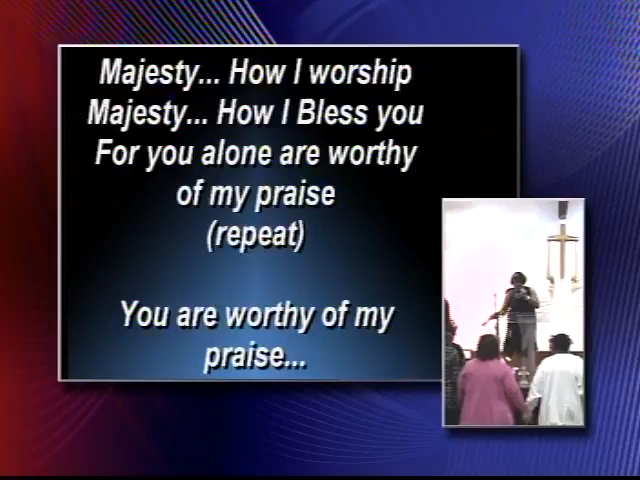 Majesty... How I worship
Majesty... How I Bless you
For you alone are worthy
of my praise
(repeat)
You are worthy of my
praise...